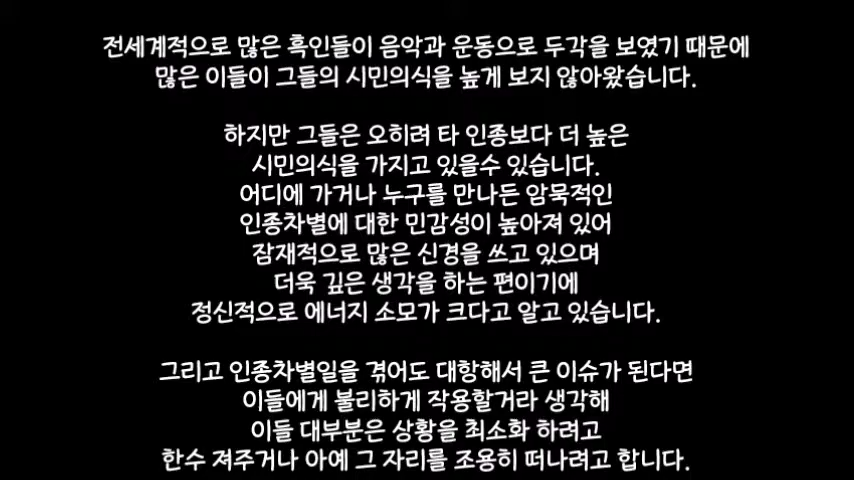 전세계적으로 많은 흑인들이 음악과 운동으로 두각을 보였기 때문에
많은 이들이 그들의 시민의식을 높게 보지 않아왔습니다.
하지만 그들은 오히려 타 인종보다 더 높은
시민의식을 가지고 있을수 있습니다.
어디에 가거나 누구를 만나든 암묵적인
인종차별에 대한 민감성이 높아져 있어
잠재적으로 많은 신경을 쓰고 있으며
더욱 깊은 생각을 하는 편이기에
정신적으로 에너지 소모가 크다고 알고 있습니다.
그리고 인종차별일을 겪어도 대항해서 큰 이슈가 된다면
이들에게 불리하게 작용할거라 생각해
이들 대부분은 상황을 최소화 하려고
한수 져주거나 아예 그 자리를 조용히 떠나려고 합니다.